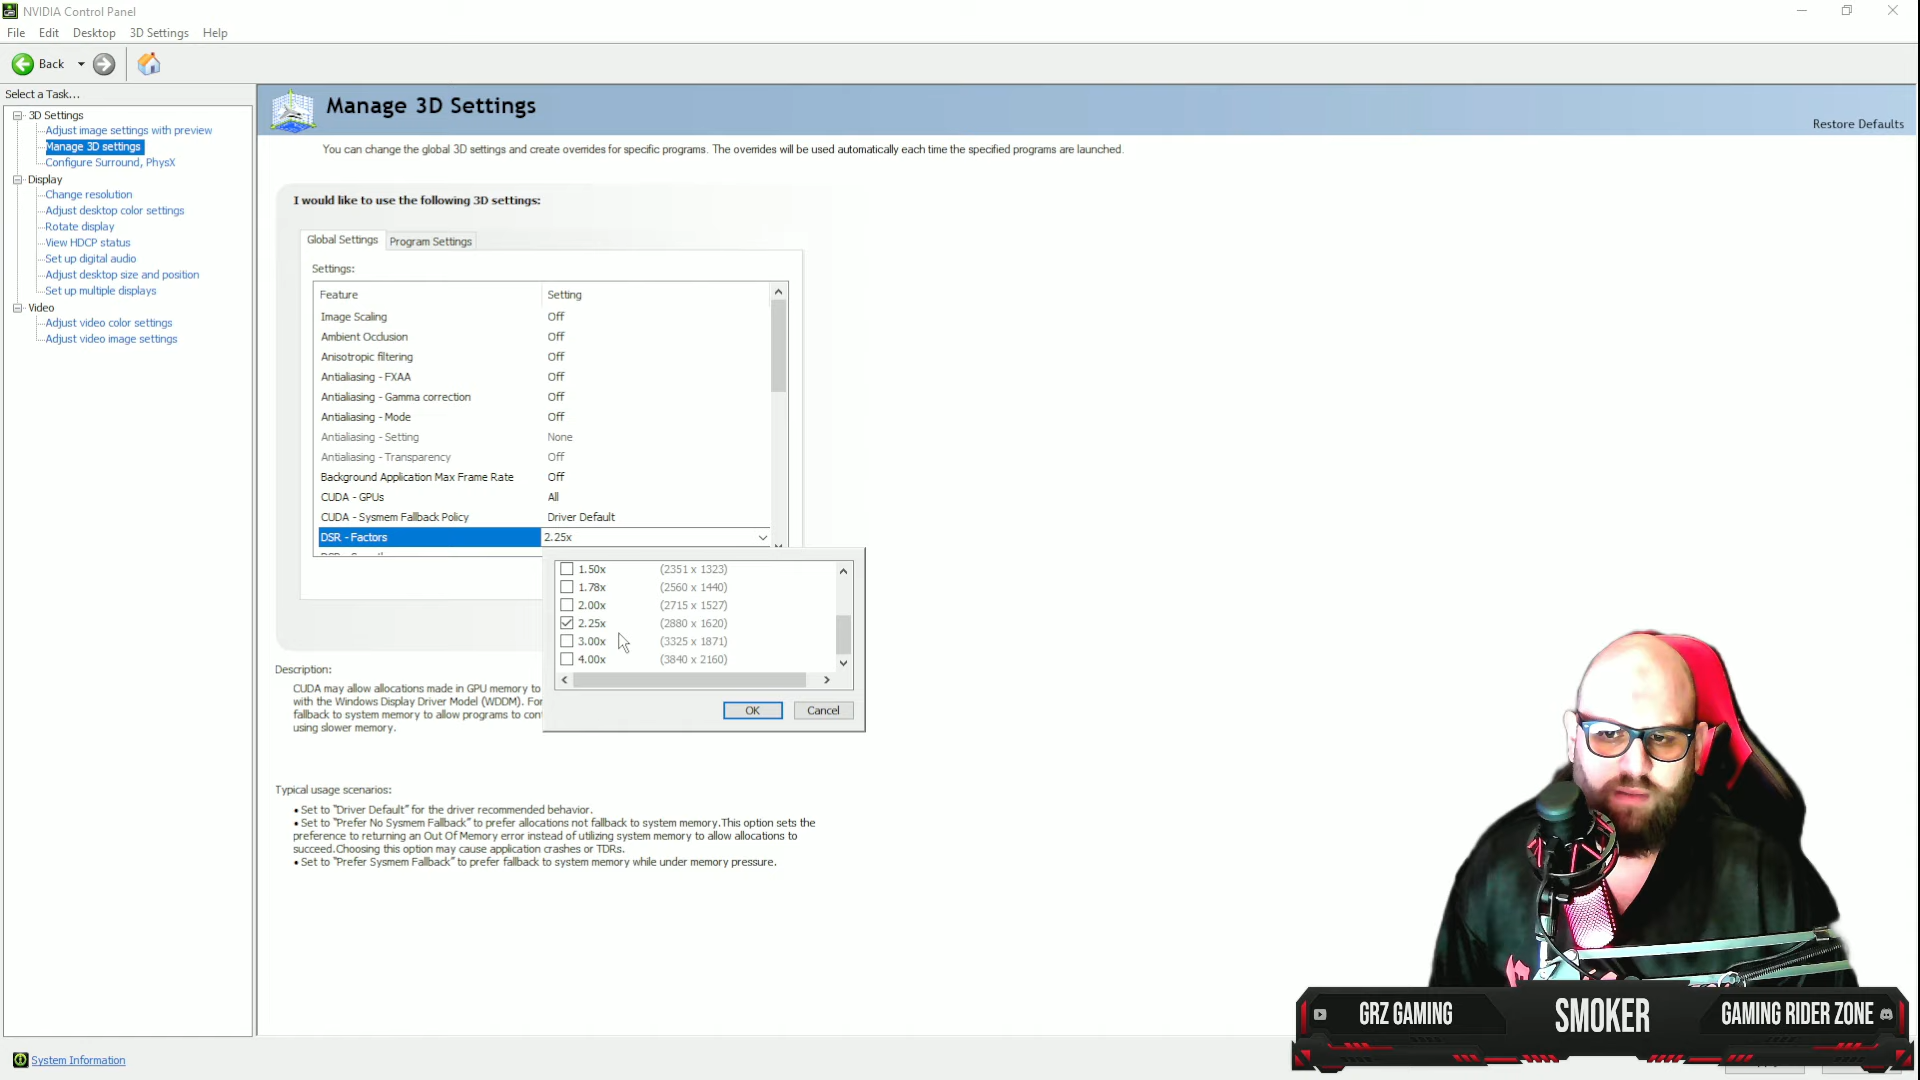 NVIDIA Control Panel
File Edit Desktop 3D Settings Help
Back
Select a Task...
3D Settings
Adjust image settings with preview
Manage 3D settings
Configure Surround, PhysX
Display
Change resolution
Adjust desktop color settings
Rotate display
View HDCP status
Set up digital audio
Adjust desktop size and position
Set up multiple displays
Video
Adjust video color settings
Adjust video image settings
System Information
Manage 3D Settings
Restore Defaults
You can change the global 3D settings and create overrides for specific programs. The overrides will be used automatically each time the specified programs are launched.
I would like to use the following 3D settings:
Global Settings Program Settings
Settings:
Feature Setting
Image Scaling Off
Ambient Occlusion Off
Anisotropic filtering Off
Antialiasing - FXAA Off
Antialiasing - Gamma correction Off
Antialiasing - Mode Off
Antialiasing - Setting None
Antialiasing - Transparency Off
Background Application Max Frame Rate Off
CUDA - GPUs All
CUDA - Sysmem Fallback Policy Driver Default
DSR - Factors 2.25x
1.50x (2351 x 1323)
1.78x (2560 x 1440)
2.00x (2715 x 1527)
2.25x (2880 x 1620)
3.00x (3325 x 1871)
4.00x (3840 x 2160)
OK Cancel
Description:
CUDA may allow allocations made in GPU memory to
with the Windows Display Driver Model (WDDM). For
fallback to system memory to allow programs to con
using slower memory.
Typical usage scenarios:
• Set to "Driver Default" for the driver recommended behavior.
• Set to "Prefer No Sysmem Fallback" to prefer allocations not fallback to system memory.This option sets the
preference to returning an Out Of Memory error instead of utilizing system memory to allow allocations to
succeed.Choosing this option may cause application crashes or TDRs.
• Set to "Prefer Sysmem Fallback" to prefer fallback to system memory while under memory pressure.
GRZ GAMING SMOKER GAMING RIDER ZONE